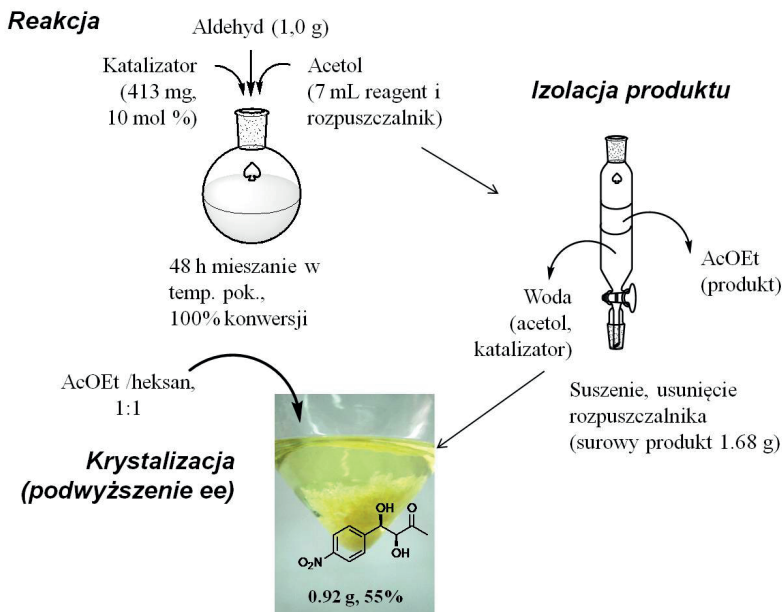 Reakcja
Aldehyd (1,0 g)
Katalizator
(413 mg,
10 mol %)
Acetol
(7 mL reagent i
rozpuszczalnik)
48 h mieszanie w
temp. pok.,
100% konwersji
Izolacja produktu
AcOEt
(produkt)
Woda
(acetol,
katalizator)
Suszenie, usunięcie
rozpuszczalnika
(surowy produkt 1.68 g)
AcOEt /heksan,
1:1
Krystalizacja
(podwyższenie ee)
OH O
OH
O₂N
0.92 g, 55%